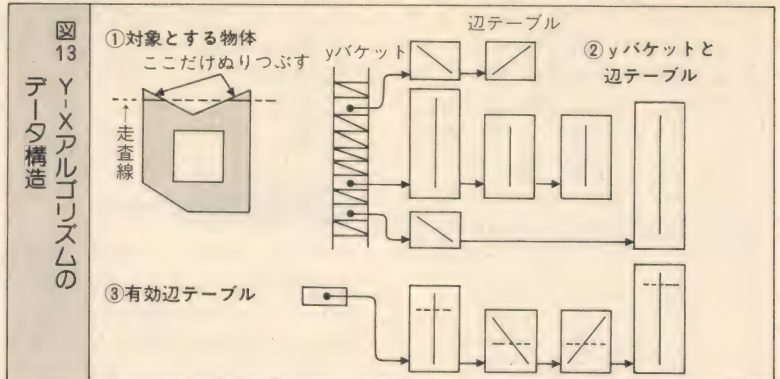 図13 Y-Xアルゴリズムの
データ構造
①対象とする物体
ここだけぬりつぶす
←走査線
yバケット
辺テーブル
②yバケットと
辺テーブル
③有効辺テーブル